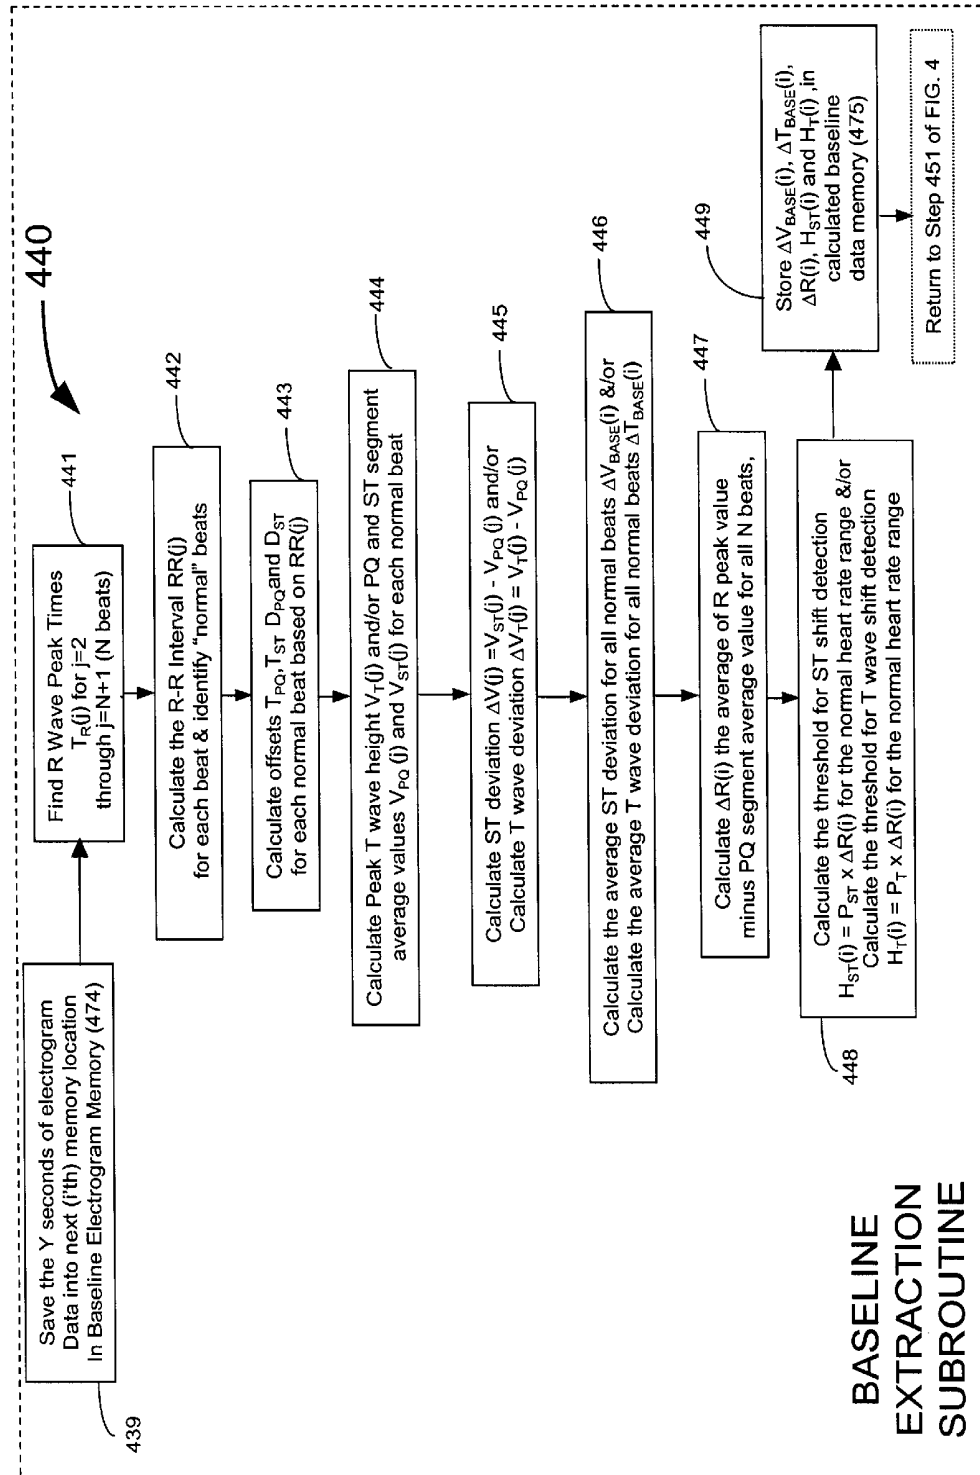 440
Save the Y seconds of electrogram
Data into next (i'th) memory location
In Baseline Electrogram Memory (474)
439
Find R Wave Peak Times
T_R(j) for j=2
through j=N+1 (N beats)
441
Calculate the R-R Interval RR(j)
for each beat & identify “normal” beats
442
Calculate offsets T_PQ,T_ST D_PQ and D_ST
for each normal beat based on RR(j)
443
Calculate Peak T wave height V_T(j) and/or PQ and ST segment
average values V_PQ (j) and V_ST(j) for each normal beat
444
Calculate ST deviation ΔV(j) =V_ST(j) - V_PQ (j) and/or
Calculate T wave deviation ΔV_T(j) = V_T(j) - V_PQ (j)
445
Calculate the average ST deviation for all normal beats ΔV_BASE(i) &/or
Calculate the average T wave deviation for all normal beats ΔT_BASE(i)
446
Calculate ΔR(i) the average of R peak value
minus PQ segment average value for all N beats,
447
Calculate the threshold for ST shift detection
H_ST(i) = P_ST x ΔR(i) for the normal heart rate range &/or
Calculate the threshold for T wave shift detection
H_T(i) = P_T x ΔR(i) for the normal heart rate range
448
Store ΔV_BASE(i), ΔT_BASE(i),
ΔR(i), H_ST(i) and H_T(i) ,in
calculated baseline
data memory (475)
449
Return to Step 451 of FIG. 4
BASELINE
EXTRACTION
SUBROUTINE